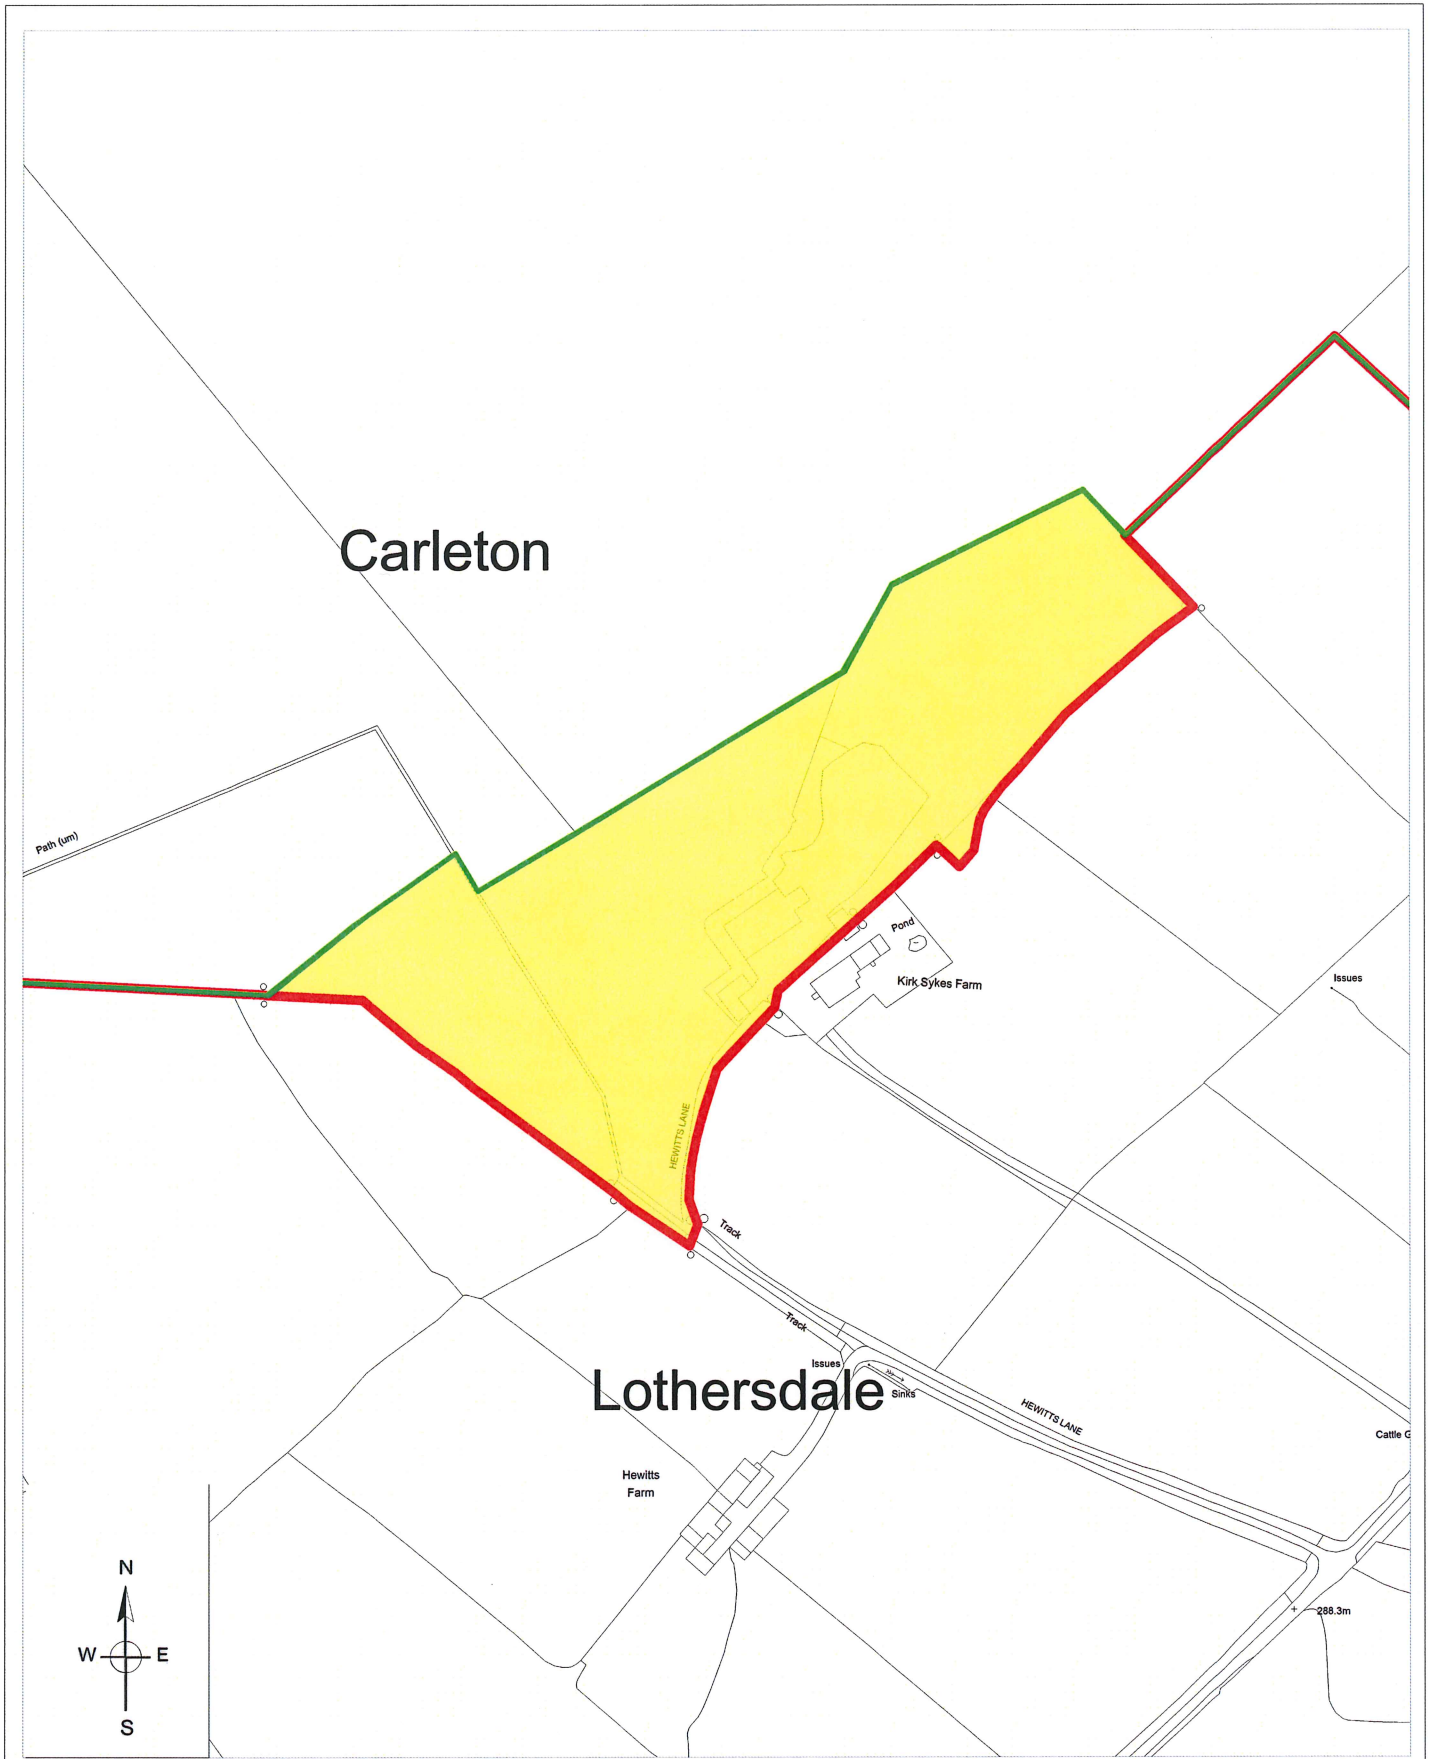 Carleton
Path (um)
Pond
Kirk Sykes Farm
Issues
HEWITTS LANE
Track
Track
Issues
Lothersdale
Sinks
HEWITTS LANE
Cattle G
Hewitts
Farm
N
W E
S
288.3m